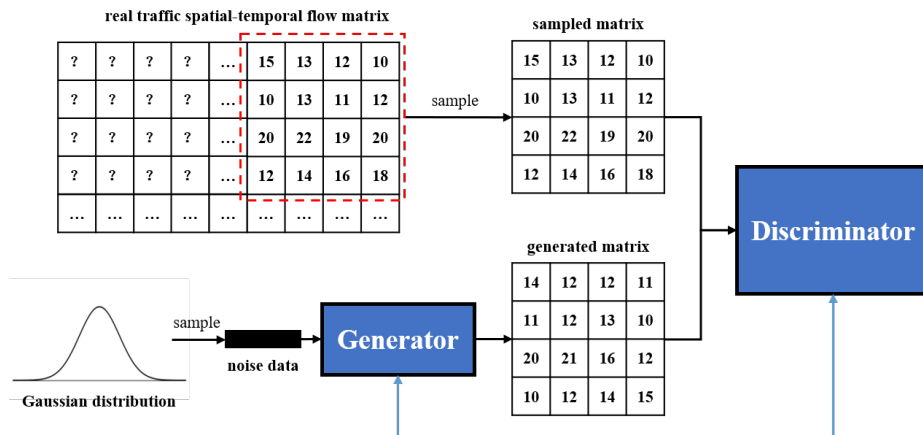 real traffic spatial-temporal flow matrix
? ? ? ? ... 15 13 12 10
? ? ? ? ... 10 13 11 12
? ? ? ? ... 20 22 19 20
? ? ? ? ... 12 14 16 18
... ... ... ... ... ... ... ... ...
sample
sampled matrix
15 13 12 10
10 13 11 12
20 22 19 20
12 14 16 18
Discriminator
Gaussian distribution
sample
noise data
Generator
generated matrix
14 12 12 11
11 12 13 10
20 21 16 12
10 12 14 15